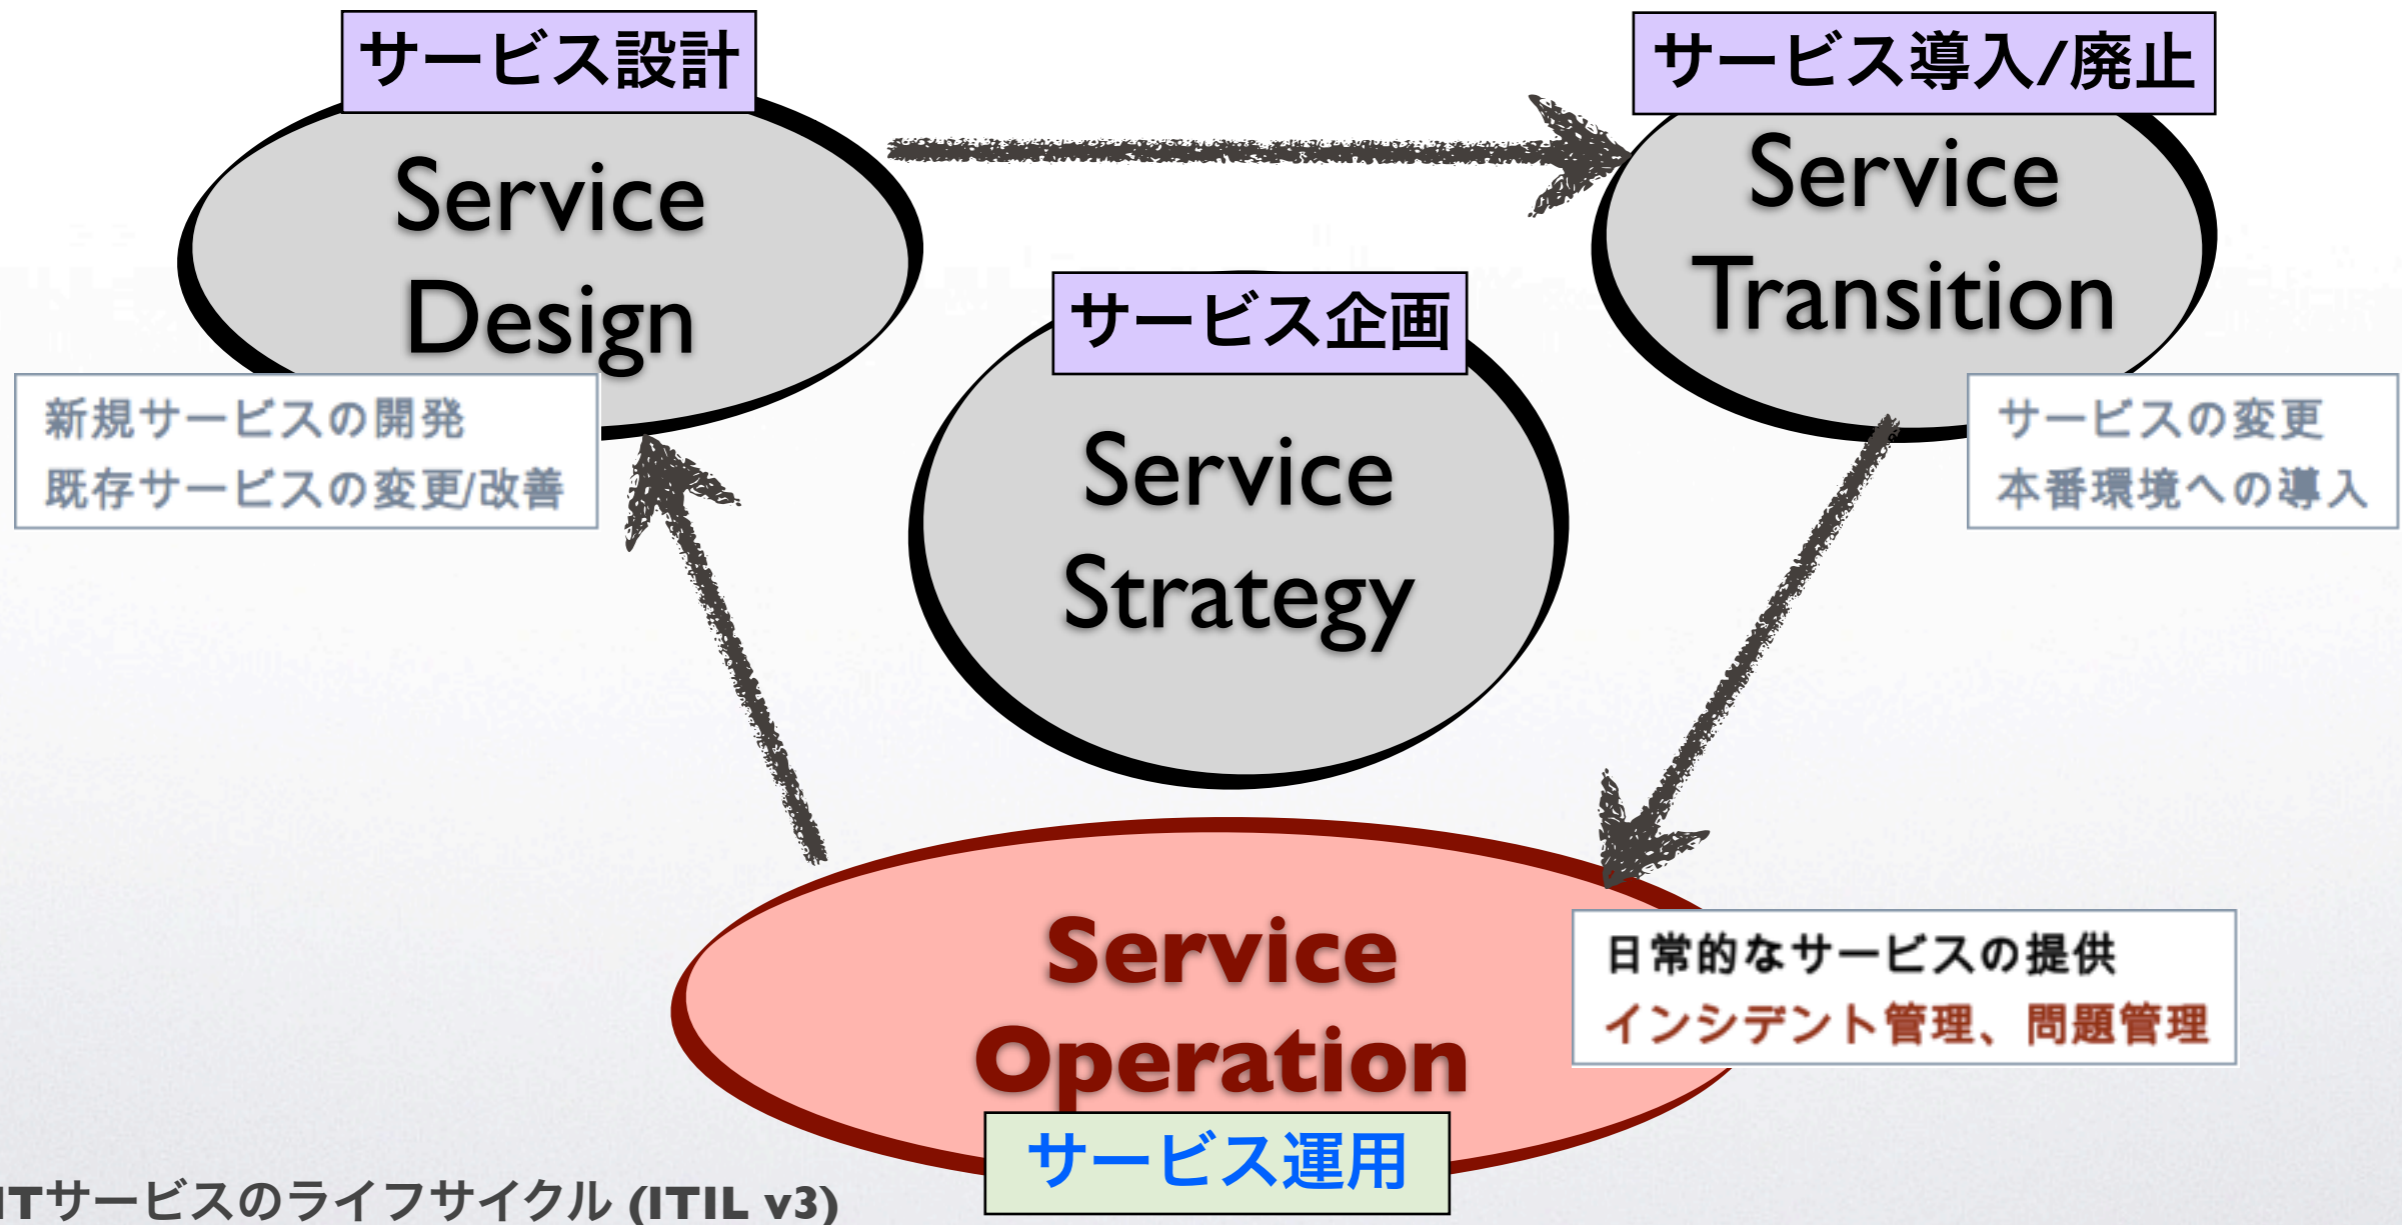 サービス設計
Service
Design
新規サービスの開発
既存サービスの変更/改善
サービス導入/廃止
Service
Transition
サービスの変更
本番環境への導入
サービス企画
Service
Strategy
Service
Operation
日常的なサービスの提供
インシデント管理、問題管理
サービス運用
ITサービスのライフサイクル (ITIL v3)